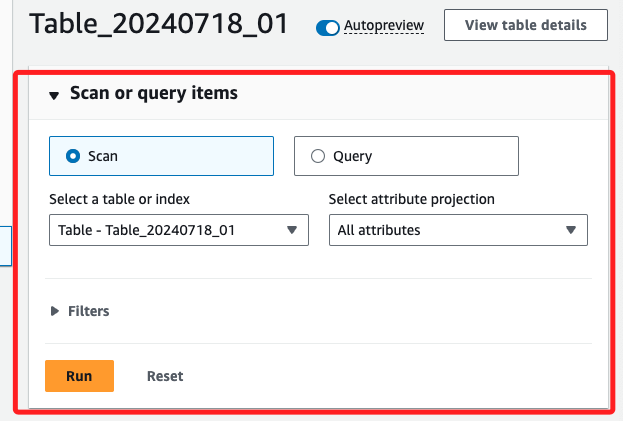 Table_20240718_01
Autopreview
View table details
Scan or query items
Scan
Query
Select a table or index
Select attribute projection
Table - Table_20240718_01
All attributes
Filters
Run
Reset